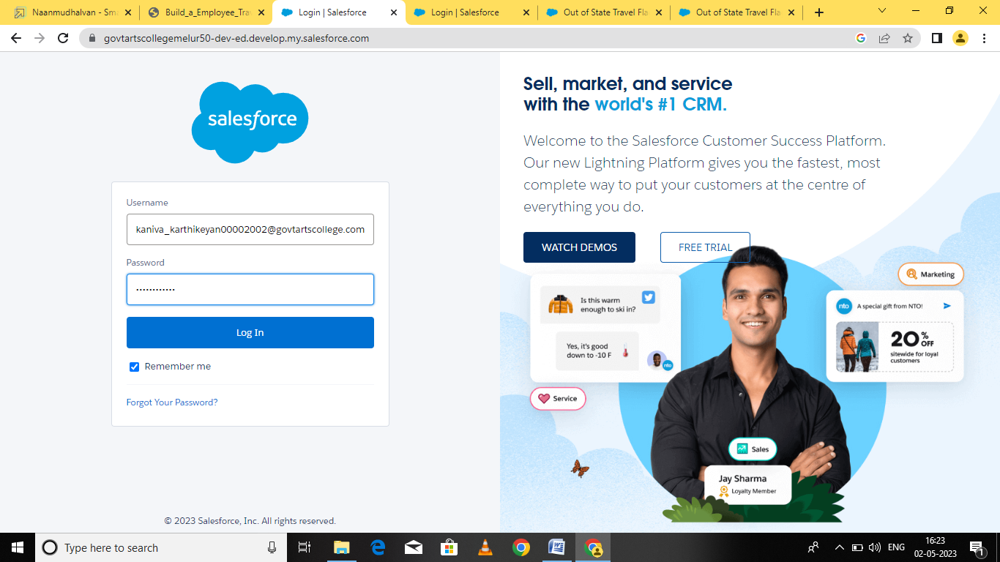 Naanmudhalvan - Sma
Build_a_Employee_Tra
Login | Salesforce
Login | Salesforce
Out of State Travel Fla
Out of State Travel Fla
govtartscollegemelur50-dev-ed.develop.my.salesforce.com
salesforce
Username
kaniva_karthikeyan00002002@govtartscollege.com
Password
............
Log In
Remember me
Forgot Your Password?
© 2023 Salesforce, Inc. All rights reserved.
Sell, market, and service
with the world's #1 CRM.
Welcome to the Salesforce Customer Success Platform.
Our new Lightning Platform gives you the fastest, most
complete way to put your customers at the centre of
everything you do.
WATCH DEMOS
FREE TRIAL
Is this warm
enough to ski in?
Yes, it's good
down to -10 F
nto
Service
Marketing
nto
A special gift from NTO!
20% OFF
sitewide for loyal
customers
Sales
Jay Sharma
Loyalty Member
Type here to search
ENG
16:23
02-05-2023
1